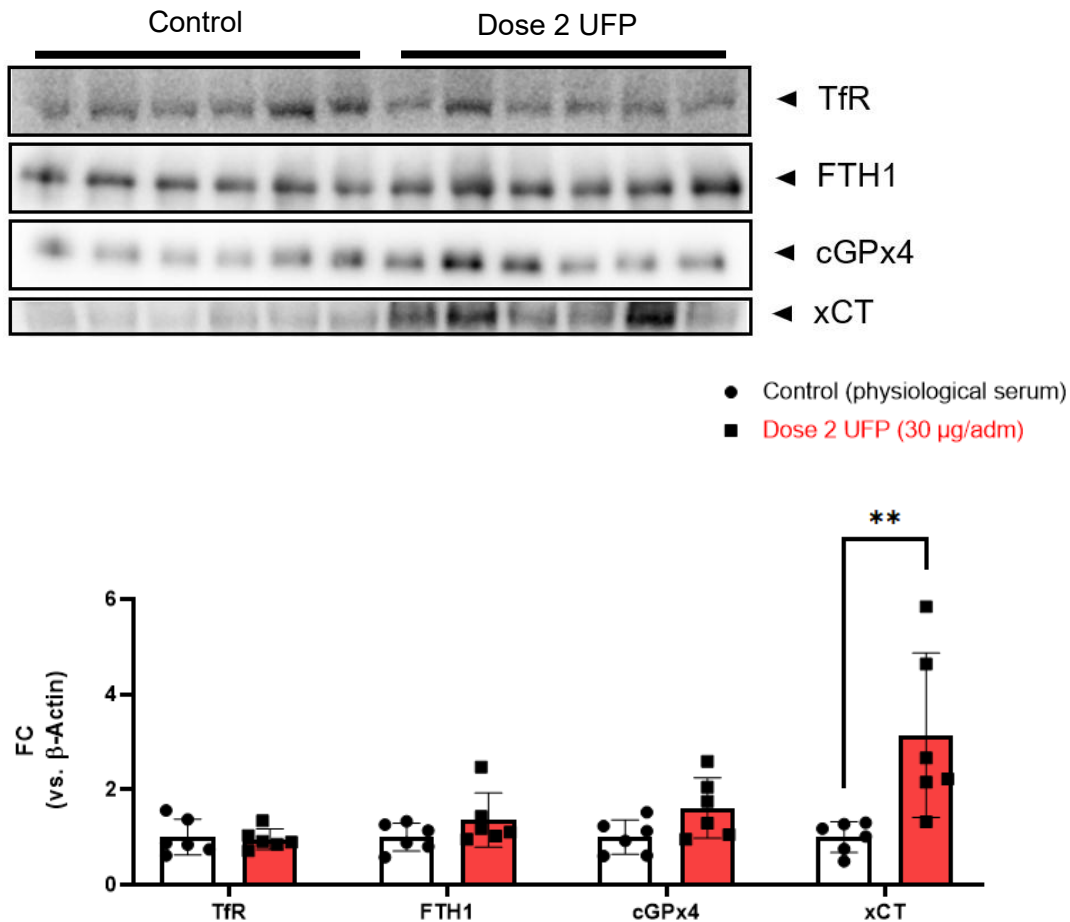 Control
Dose 2 UFP
TfR
FTH1
cGPx4
xCT
Control (physiological serum)
Dose 2 UFP (30 µg/adm)
**
6
4
2
0
FC
(vs. β-Actin)
TfR
FTH1
cGPx4
xCT